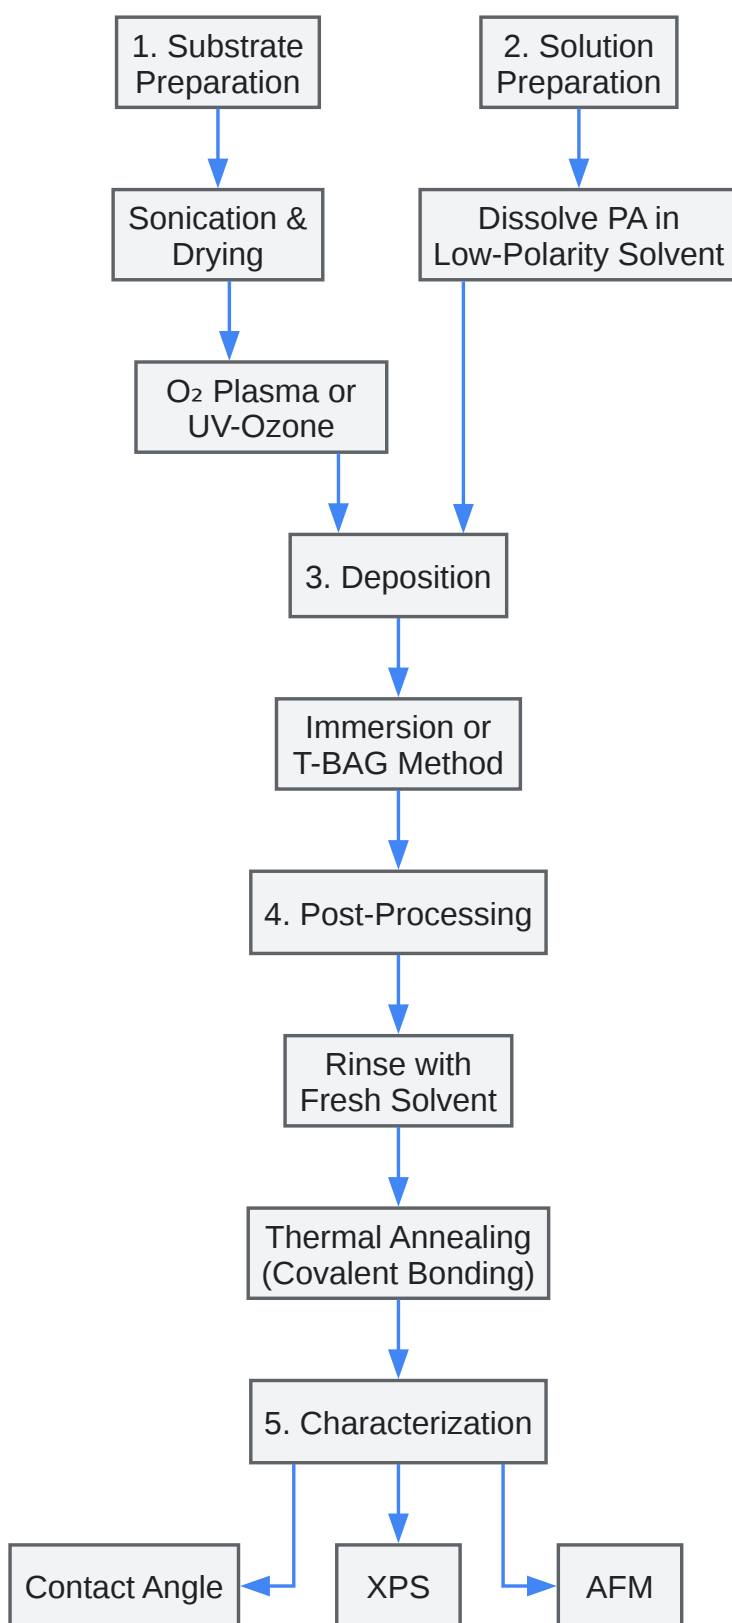 1. Substrate
Preparation
2. Solution
Preparation
Sonication &
Drying
Dissolve PA in
Low-Polarity Solvent
O₂ Plasma or
UV-Ozone
3. Deposition
Immersion or
T-BAG Method
4. Post-Processing
Rinse with
Fresh Solvent
Thermal Annealing
(Covalent Bonding)
5. Characterization
Contact Angle
XPS
AFM